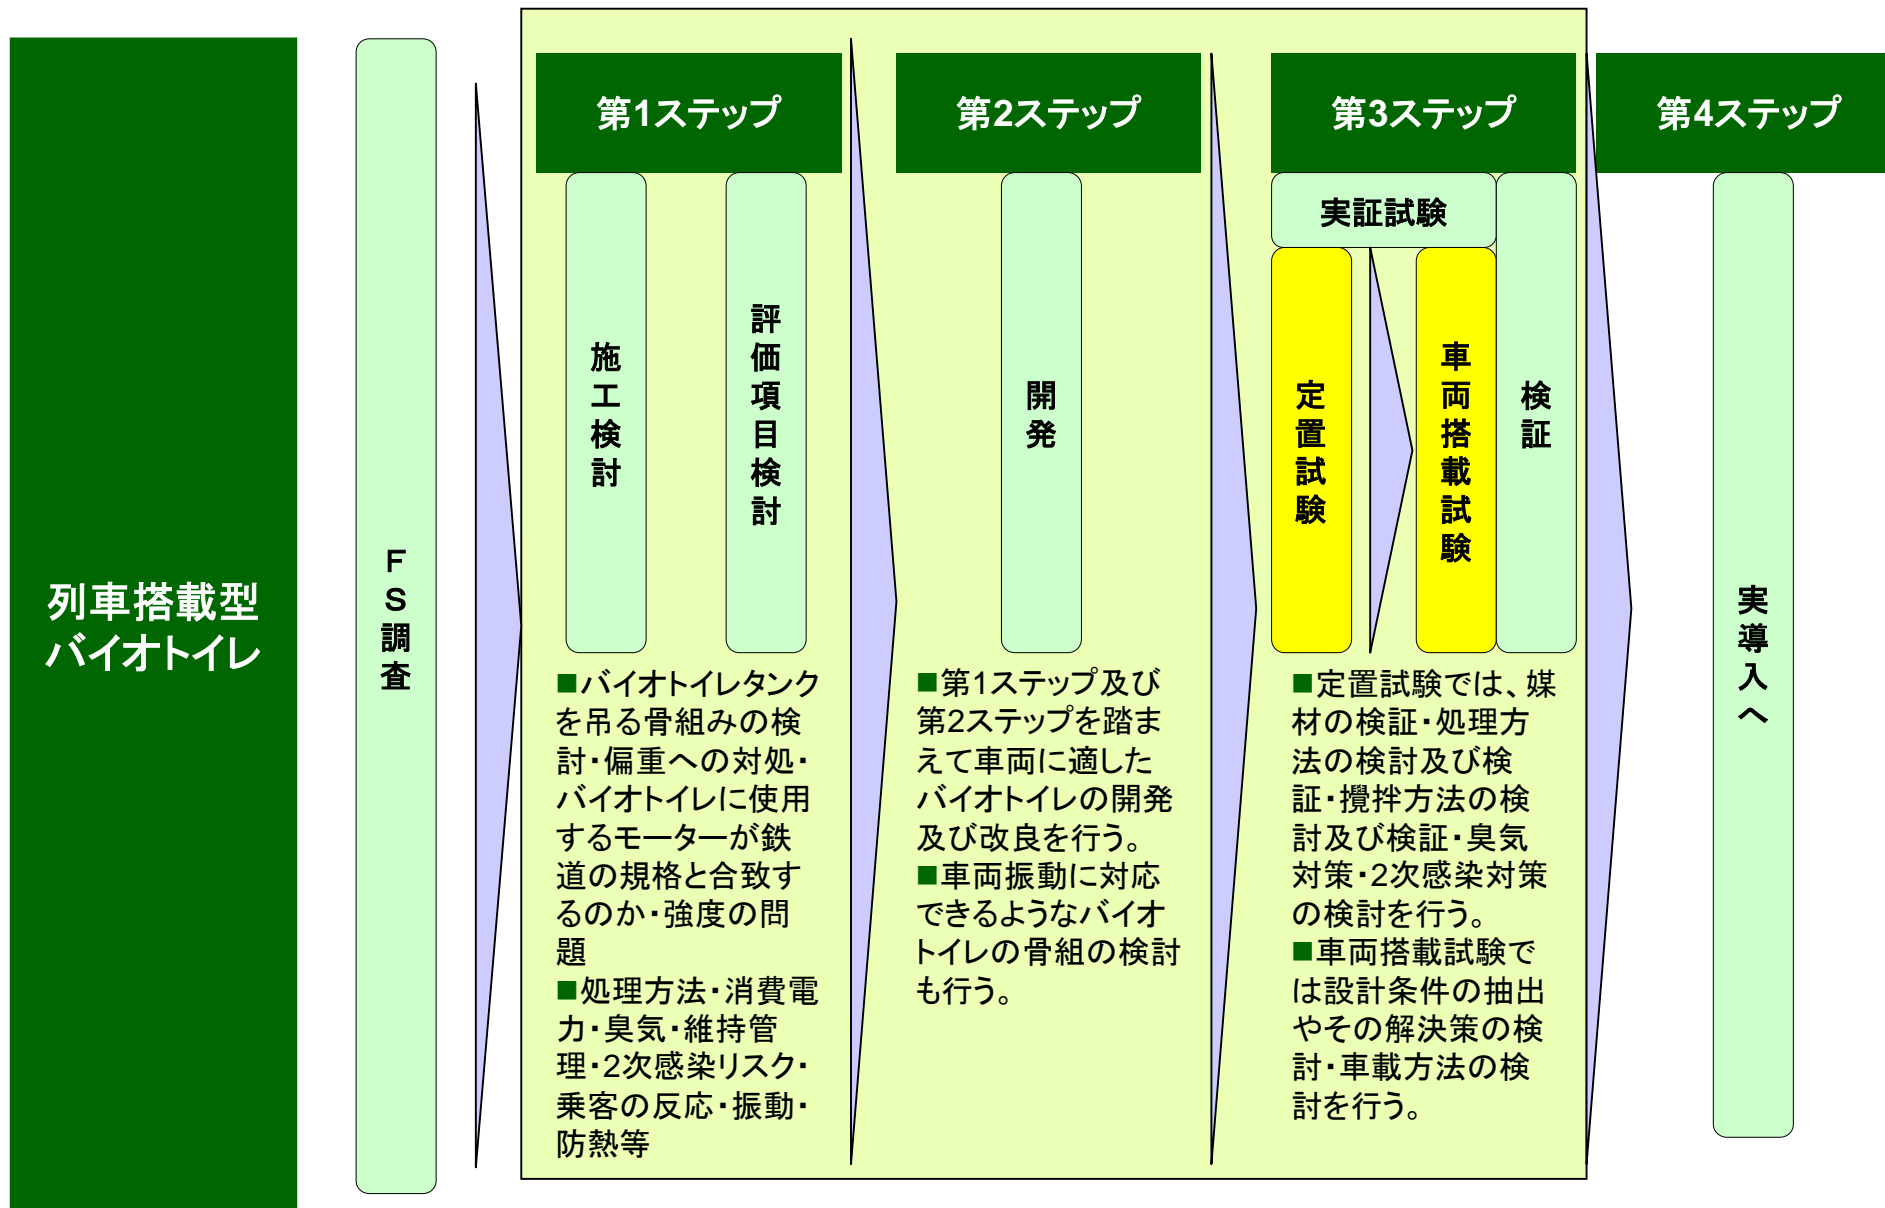 列車搭載型
バイオトイレ
FS調査
第1ステップ
施工検討
評価項目検討
■バイオトイレタンク
を吊る骨組みの検
討・偏重への対処・
バイオトイレに使用
するモーターが鉄
道の規格と合致す
るのか・強度の問
題
■処理方法・消費電
力・臭気・維持管
理・2次感染リスク・
乗客の反応・振動・
防熱等
第2ステップ
開発
■第1ステップ及び
第2ステップを踏ま
えて車両に適した
バイオトイレの開発
及び改良を行う。
■車両振動に対応
できるようなバイオ
トイレの骨組の検討
も行う。
第3ステップ
実証試験
定置試験
車両搭載試験
検証
■定置試験では、媒
材の検証・処理方
法の検討及び検
証・攪拌方法の検
討及び検証・臭気
対策・2次感染対策
の検討を行う。
■車両搭載試験で
は設計条件の抽出
やその解決策の検
討・車載方法の検
討を行う。
第4ステップ
実導入へ